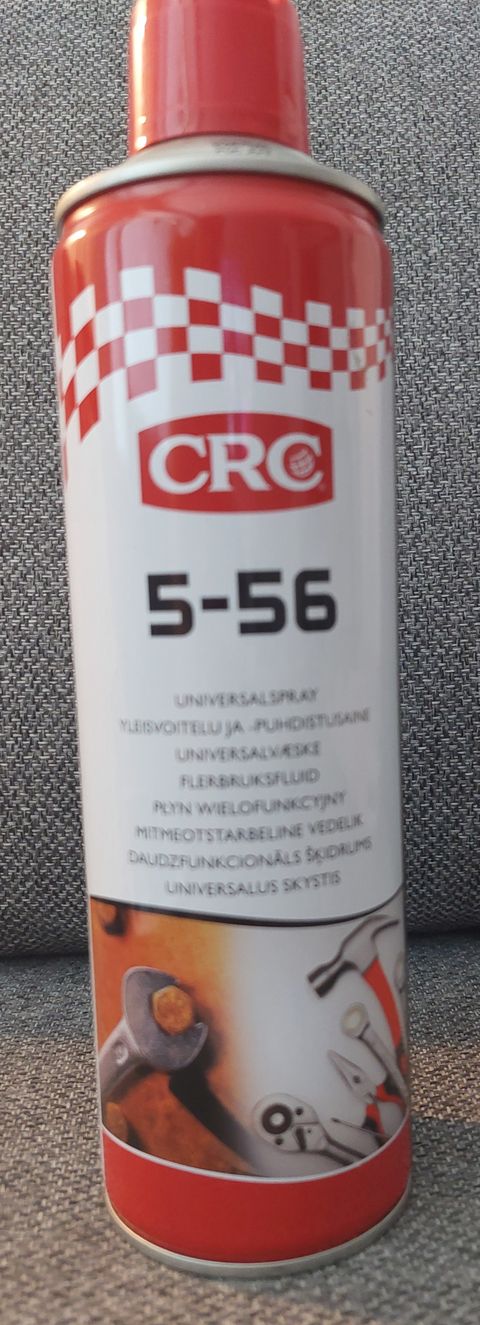 CRC
5-56
UNIVERSALSPRAY
YLEISVOITELU JA -PUHDISTUSAINE
UNIVERSALVÆSKE
FLERBRUKSFLUID
PŁYN WIELOFUNKCYJNY
MITMEOTSTARBELINE VEDELIK
DAUDZFUNKCIONĀLS ŠĶIDRUMS
UNIVERSALUS SKYSTIS